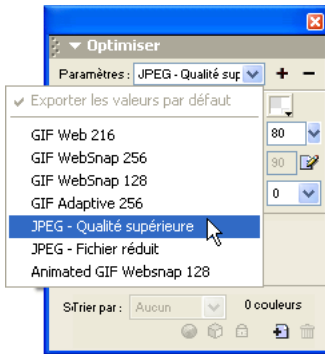 Optimiser
Paramètres : JPEG - Qualité sup
Exporter les valeurs par défaut
GIF Web 216
80
GIF WebSnap 256
90
GIF WebSnap 128
GIF Adaptive 256
0
JPEG - Qualité supérieure
JPEG - Fichier réduit
Animated GIF Websnap 128
Trier par : Aucun
0 couleurs